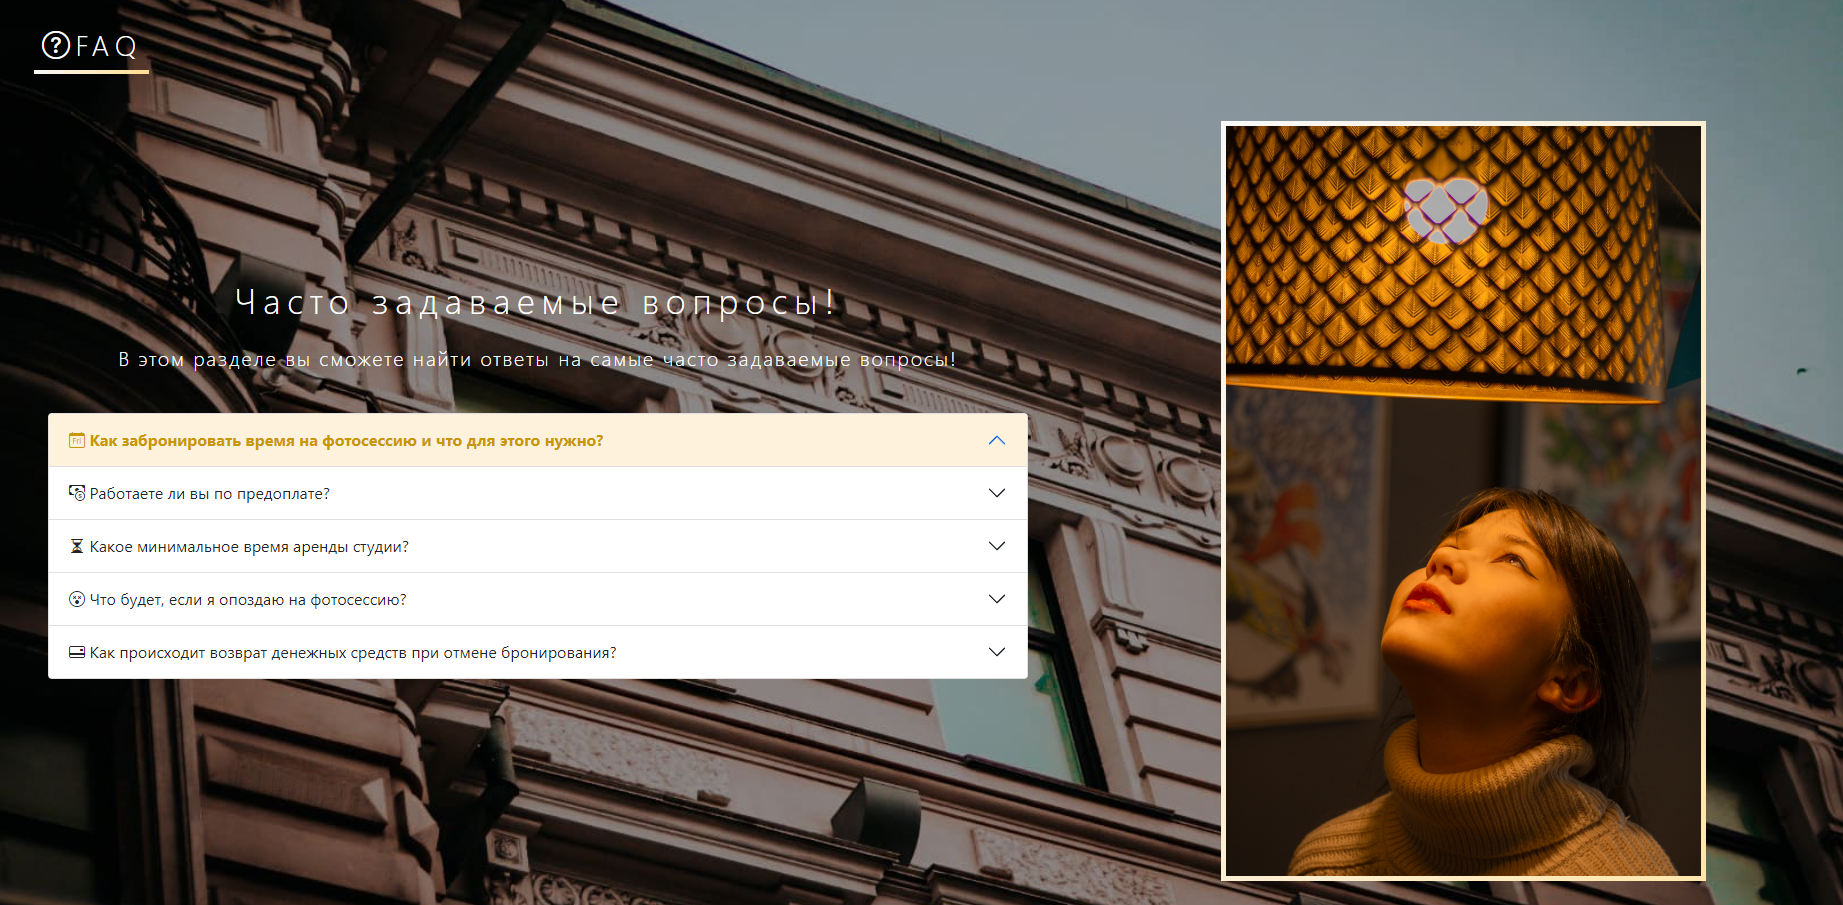 FAQ
Часто задаваемые вопросы!
В этом разделе вы сможете найти ответы на самые часто задаваемые вопросы!
Fri Как забронировать время на фотосессию и что для этого нужно?
Работаете ли вы по предоплате?
Какое минимальное время аренды студии?
Что будет, если я опоздаю на фотосессию?
Как происходит возврат денежных средств при отмене бронирования?